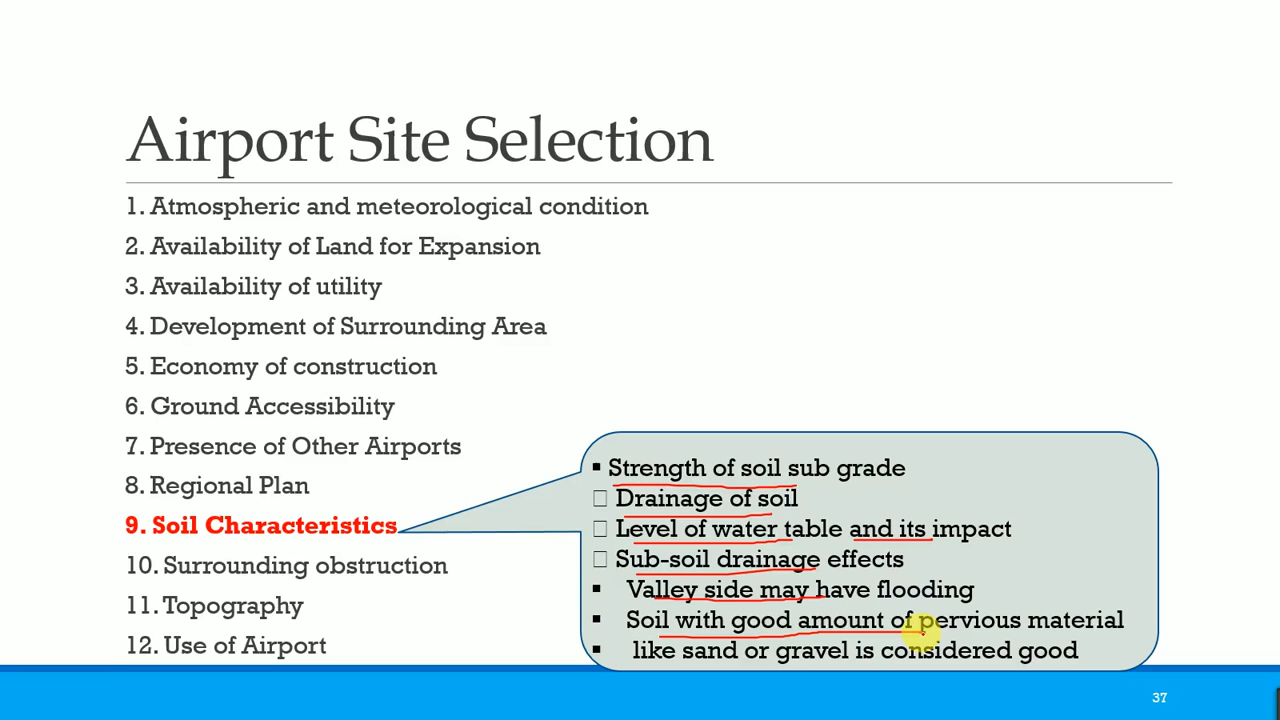 Airport Site Selection
1. Atmospheric and meteorological condition
2. Availability of Land for Expansion
3. Availability of utility
4. Development of Surrounding Area
5. Economy of construction
6. Ground Accessibility
7. Presence of Other Airports
8. Regional Plan
9. Soil Characteristics
10. Surrounding obstruction
11. Topography
12. Use of Airport
▪ Strength of soil sub grade
□ Drainage of soil
□ Level of water table and its impact
□ Sub-soil drainage effects
▪ Valley side may have flooding
▪ Soil with good amount of pervious material
▪ like sand or gravel is considered good
37